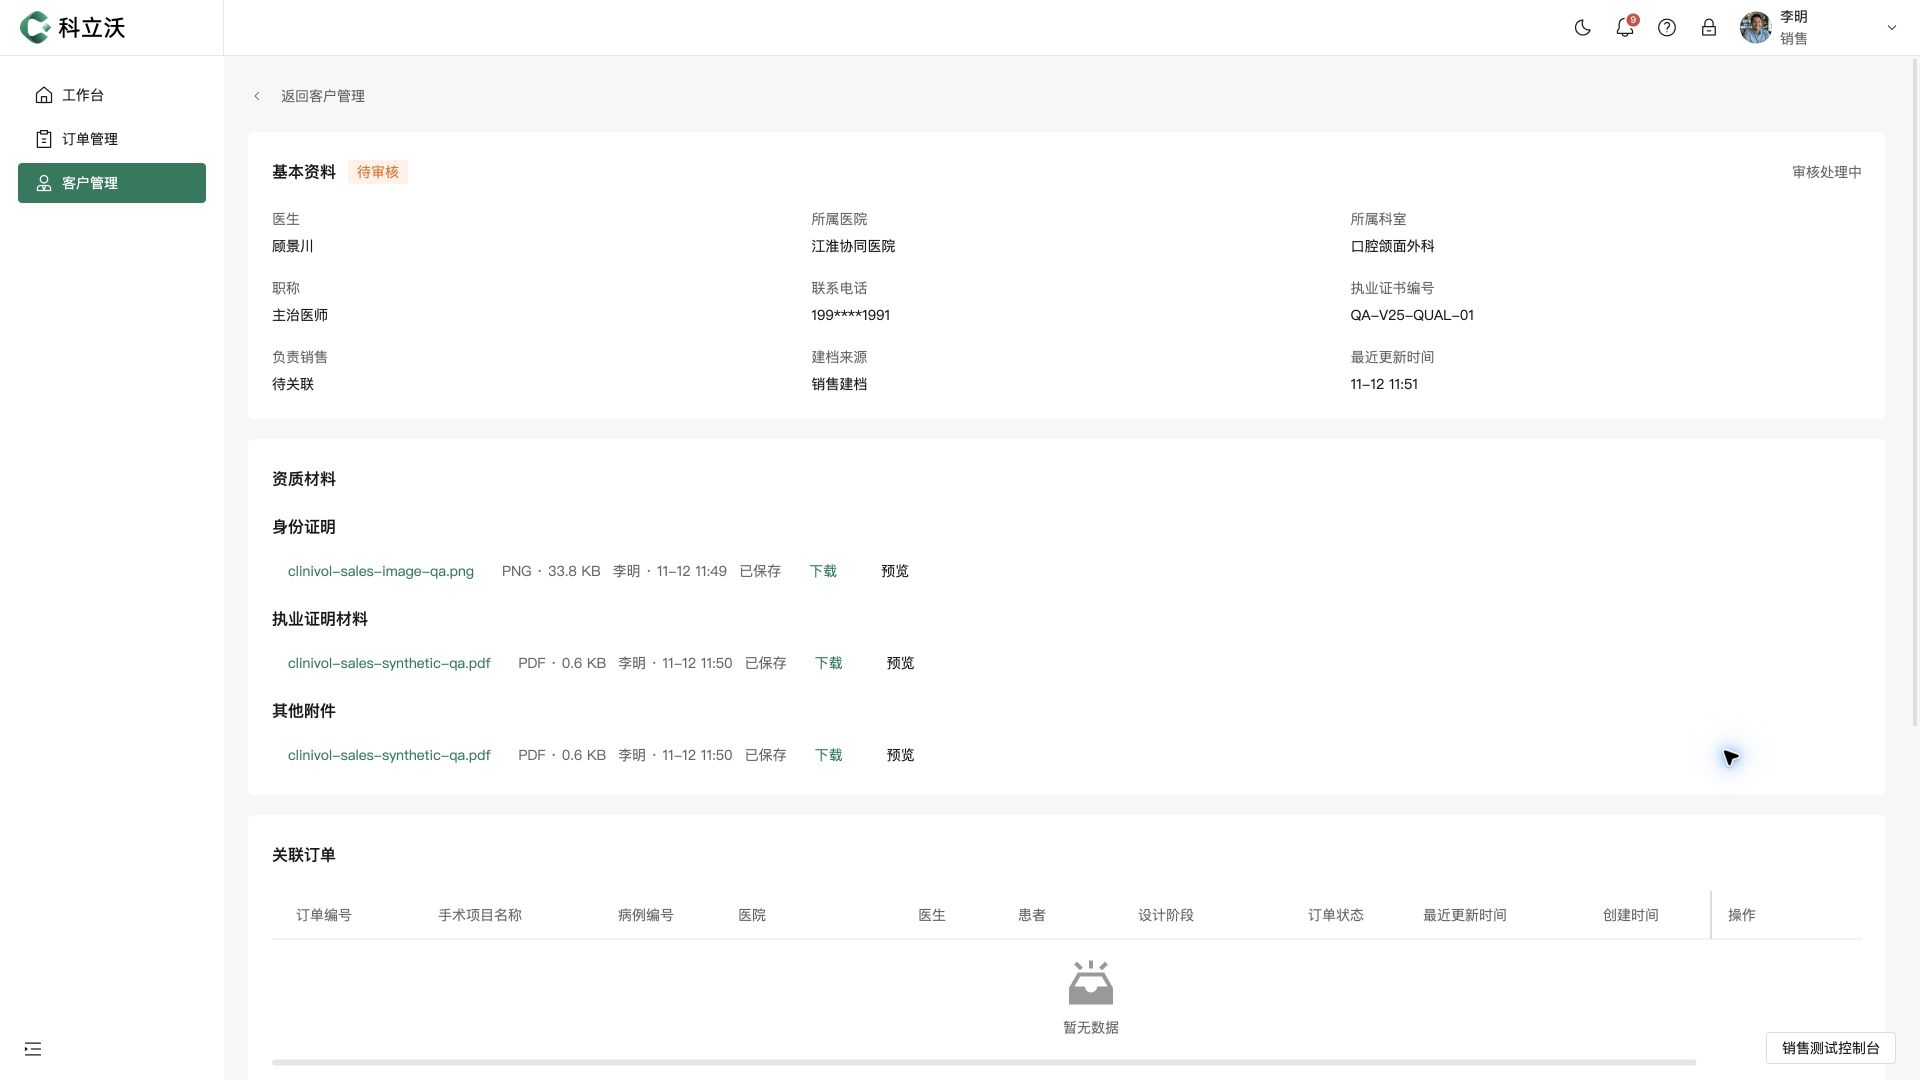 科立沃
9
李明
销售
工作台
订单管理
客户管理
返回客户管理
基本资料 待审核 审核处理中
医生 所属医院 所属科室
顾景川 江淮协同医院 口腔颌面外科
职称 联系电话 执业证书编号
主治医师 199****1991 QA-V25-QUAL-01
负责销售 建档来源 最近更新时间
待关联 销售建档 11-12 11:51
资质材料
身份证明
clinivol-sales-image-qa.png PNG · 33.8 KB 李明 · 11-12 11:49 已保存 下载 预览
执业证明材料
clinivol-sales-synthetic-qa.pdf PDF · 0.6 KB 李明 · 11-12 11:50 已保存 下载 预览
其他附件
clinivol-sales-synthetic-qa.pdf PDF · 0.6 KB 李明 · 11-12 11:50 已保存 下载 预览
关联订单
订单编号 手术项目名称 病例编号 医院 医生 患者 设计阶段 订单状态 最近更新时间 创建时间 操作
暂无数据
销售测试控制台